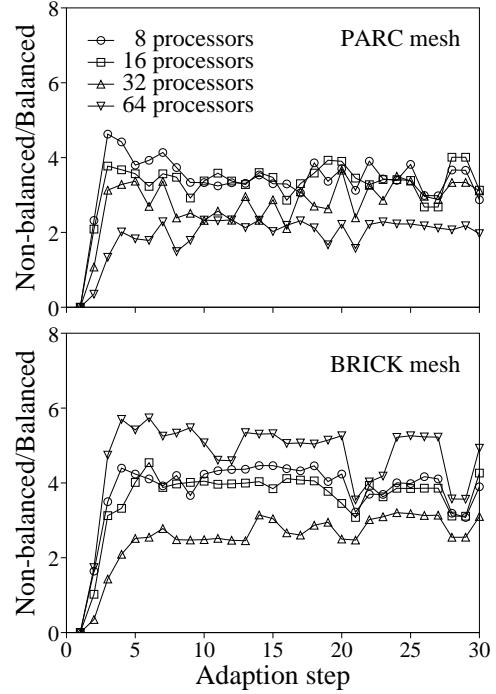 8
PARC mesh
8 processors
16 processors
32 processors
64 processors
6
4
2
0
Non-balanced/Balanced
8
BRICK mesh
6
4
2
0
Non-balanced/Balanced
0 5 10 15 20 25 30
Adaption step